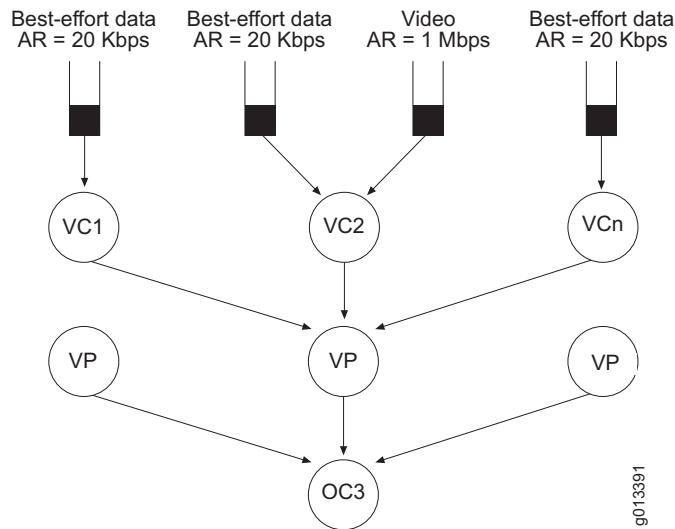 Best-effort data
AR = 20 Kbps
Best-effort data
AR = 20 Kbps
Video
AR = 1 Mbps
Best-effort data
AR = 20 Kbps
VC1
VC2
VCn
VP
VP
VP
OC3
g013391